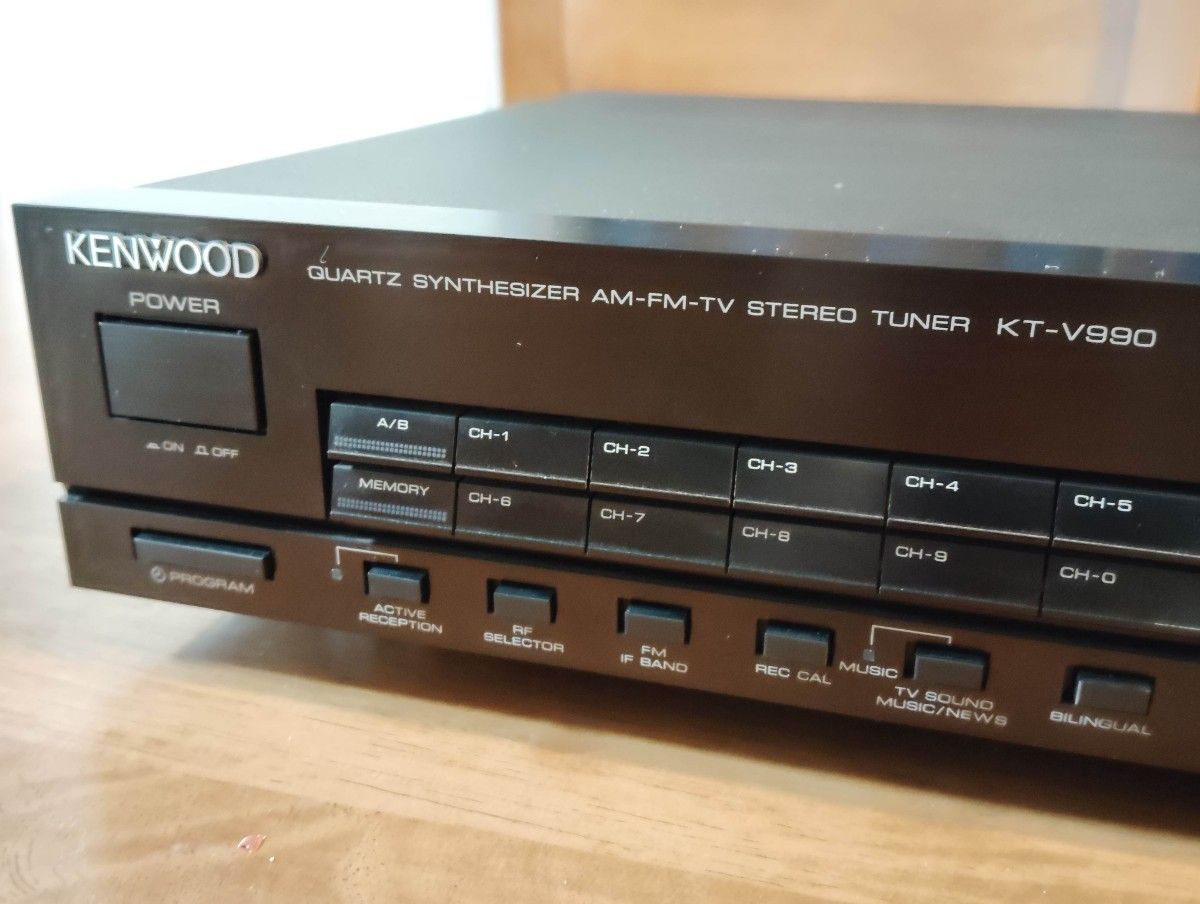 KENWOOD
QUARTZ SYNTHESIZER AM-FM-TV STEREO TUNER KT-V990
POWER
ON OFF
A/B CH-1 CH-2 CH-3 CH-4 CH-5
MEMORY CH-6 CH-7 CH-8 CH-9 CH-0
PROGRAM
ACTIVE
RECEPTION
RF
SELECTOR
FM
IF BAND
REC CAL
MUSIC
TV SOUND
MUSIC/NEWS
BILINGUAL